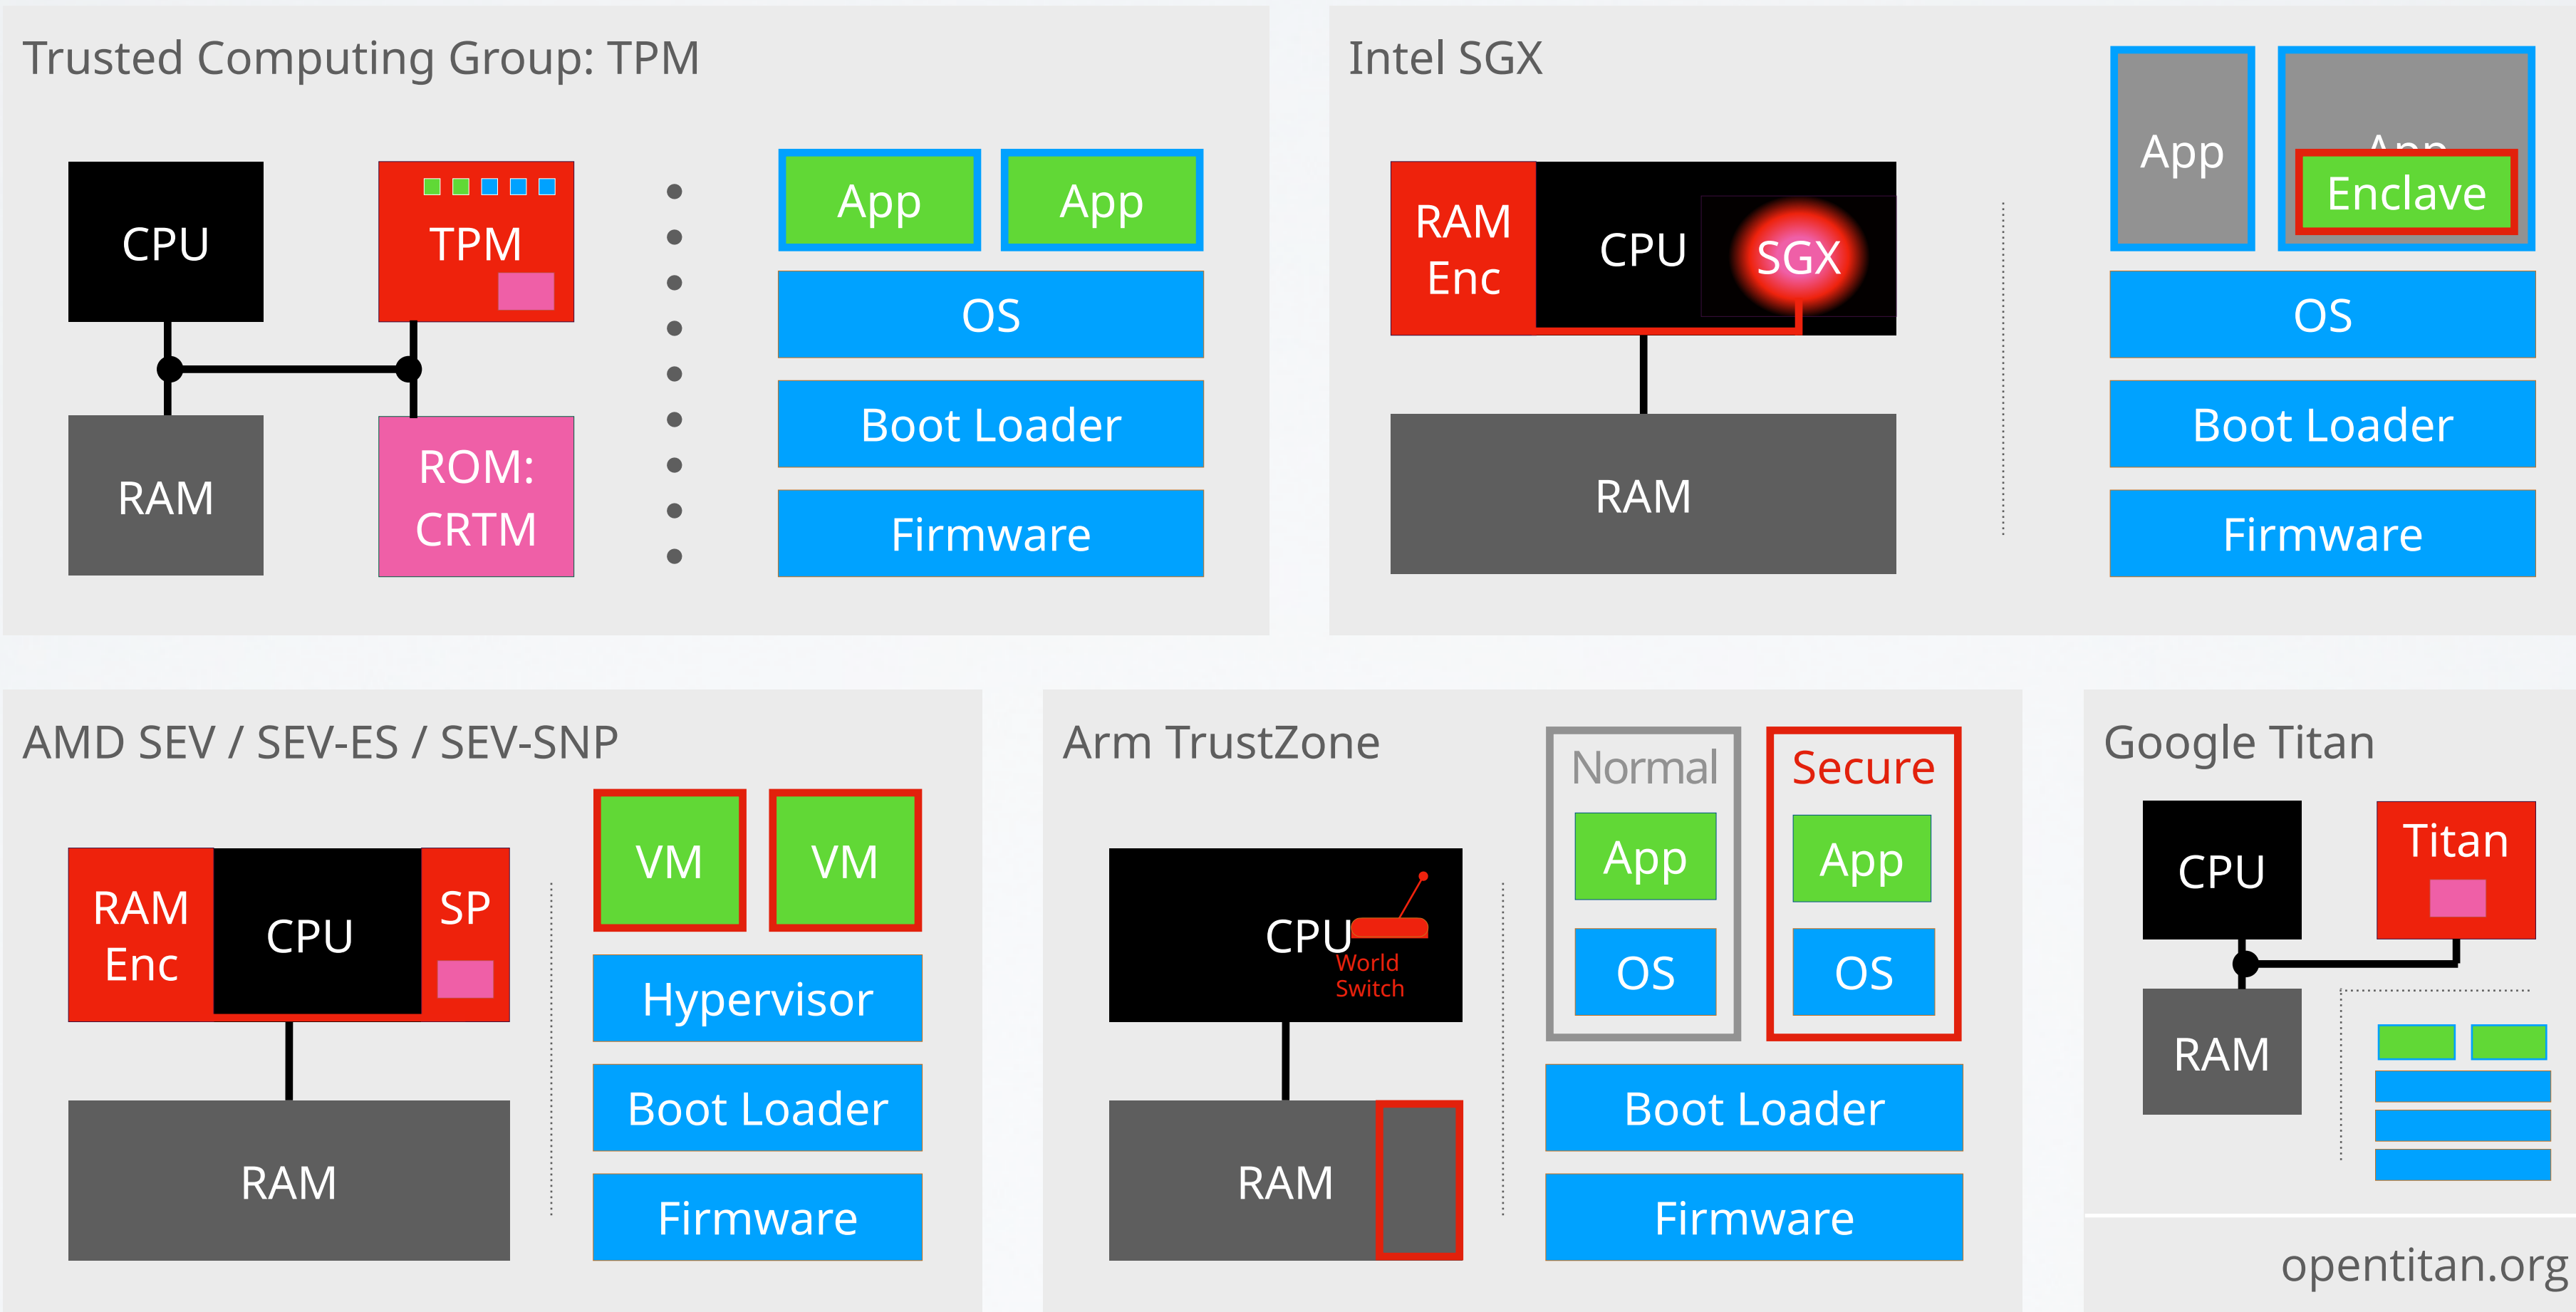 Trusted Computing Group: TPM
CPU
TPM
RAM
ROM:
CRTM
App
App
OS
Boot Loader
Firmware
Intel SGX
RAM
Enc
CPU
SGX
RAM
App
App
Enclave
OS
Boot Loader
Firmware
AMD SEV / SEV-ES / SEV-SNP
RAM
Enc
CPU
SP
RAM
VM
VM
Hypervisor
Boot Loader
Firmware
Arm TrustZone
CPU
World
Switch
RAM
Normal
App
OS
Secure
App
OS
Boot Loader
Firmware
Google Titan
CPU
Titan
RAM
opentitan.org